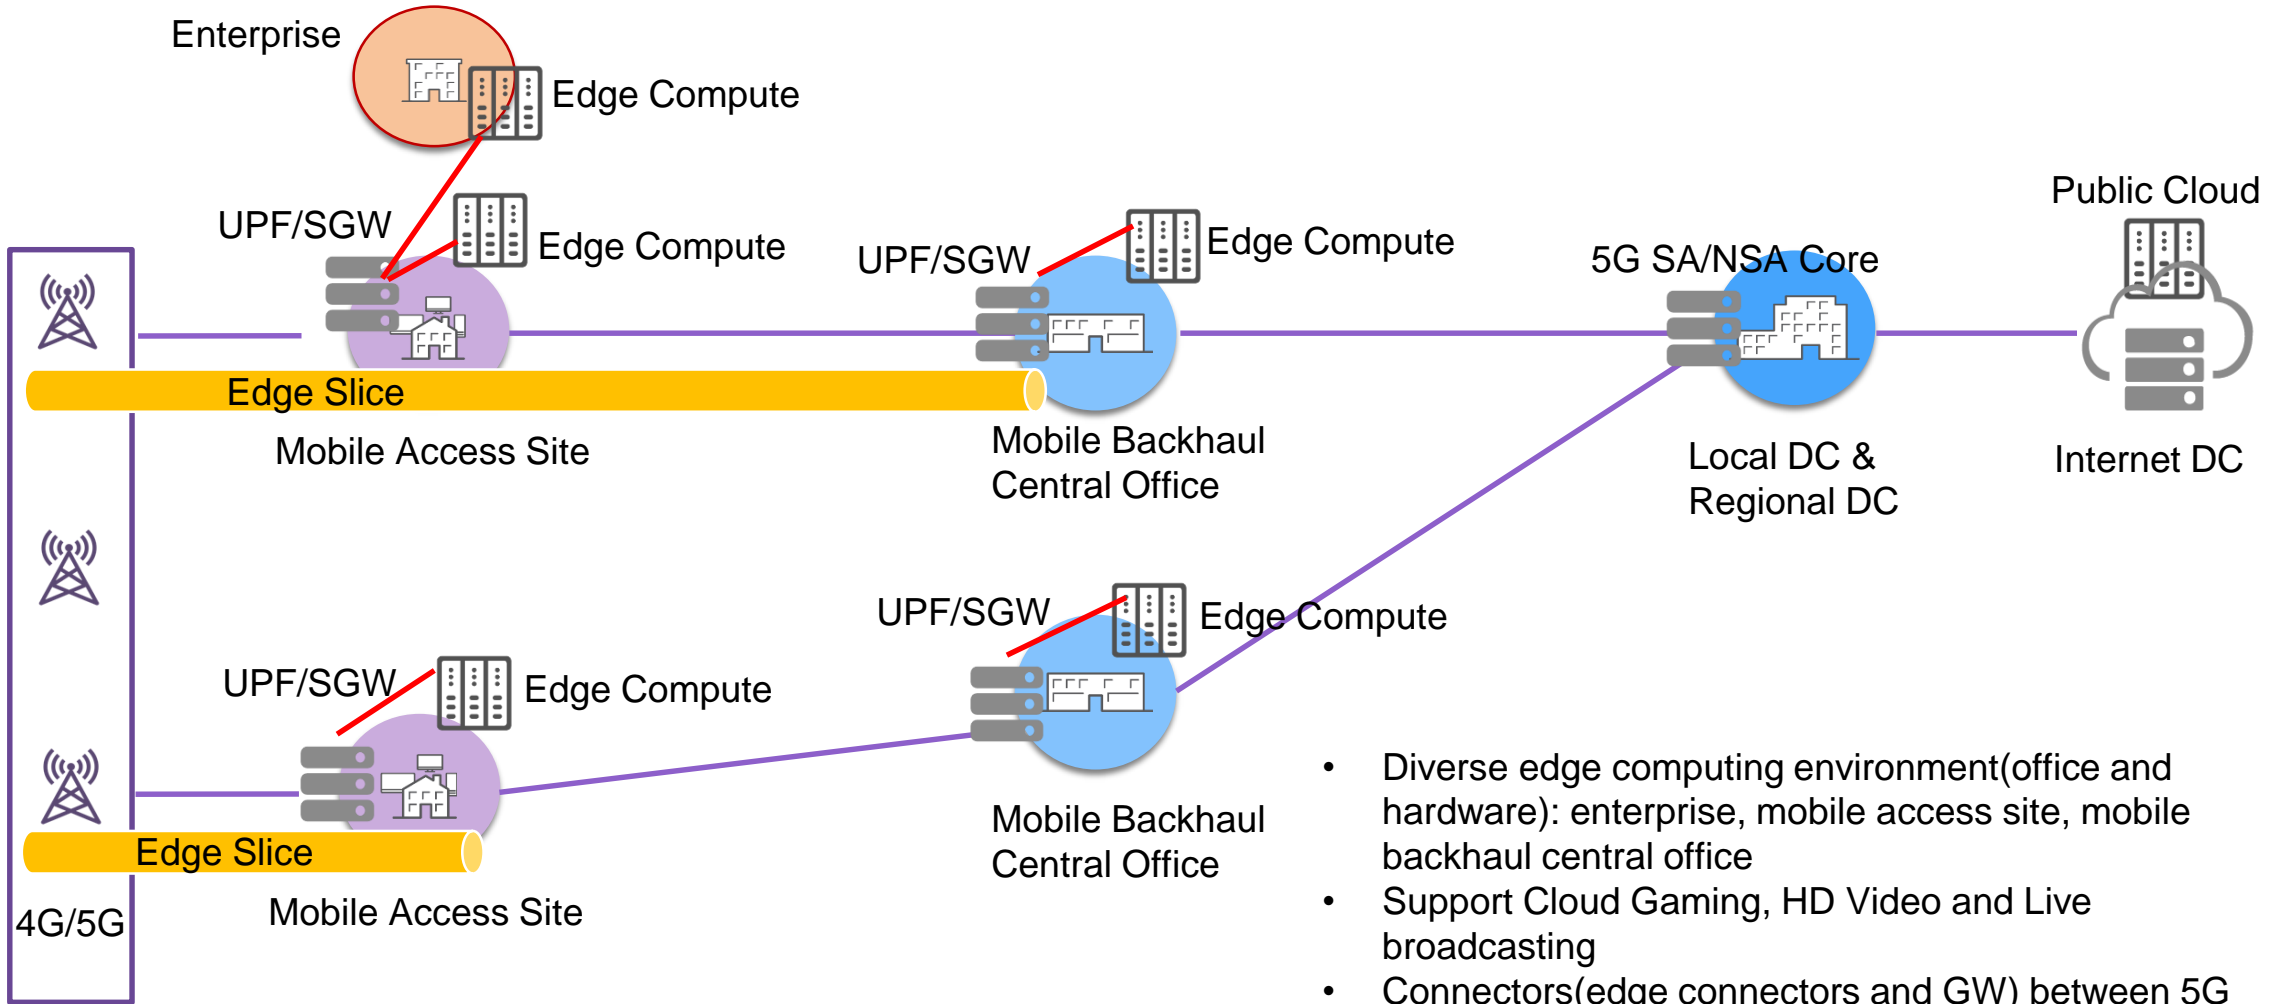 Enterprise
Edge Compute
UPF/SGW
Edge Compute
UPF/SGW
Edge Compute
5G SA/NSA Core
Public Cloud
Edge Slice
Mobile Access Site
Mobile Backhaul
Central Office
Local DC &
Regional DC
Internet DC
UPF/SGW
Edge Compute
UPF/SGW
Edge Compute
Edge Slice
Mobile Access Site
Mobile Backhaul
Central Office
4G/5G
• Diverse edge computing environment(office and
hardware): enterprise, mobile access site, mobile
backhaul central office
• Support Cloud Gaming, HD Video and Live
broadcasting
• Connectors(edge connectors and GW) between 5G